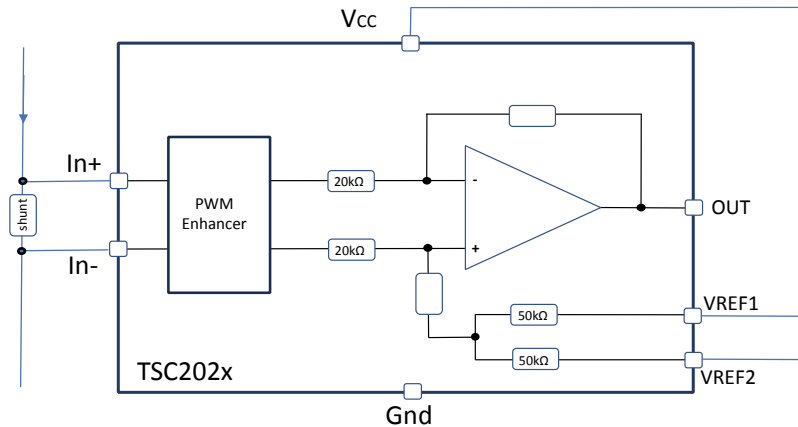 Vcc
In+
shunt
In-
PWM
Enhancer
20kΩ
20kΩ
-
+
OUT
50kΩ
50kΩ
VREF1
VREF2
TSC202x
Gnd